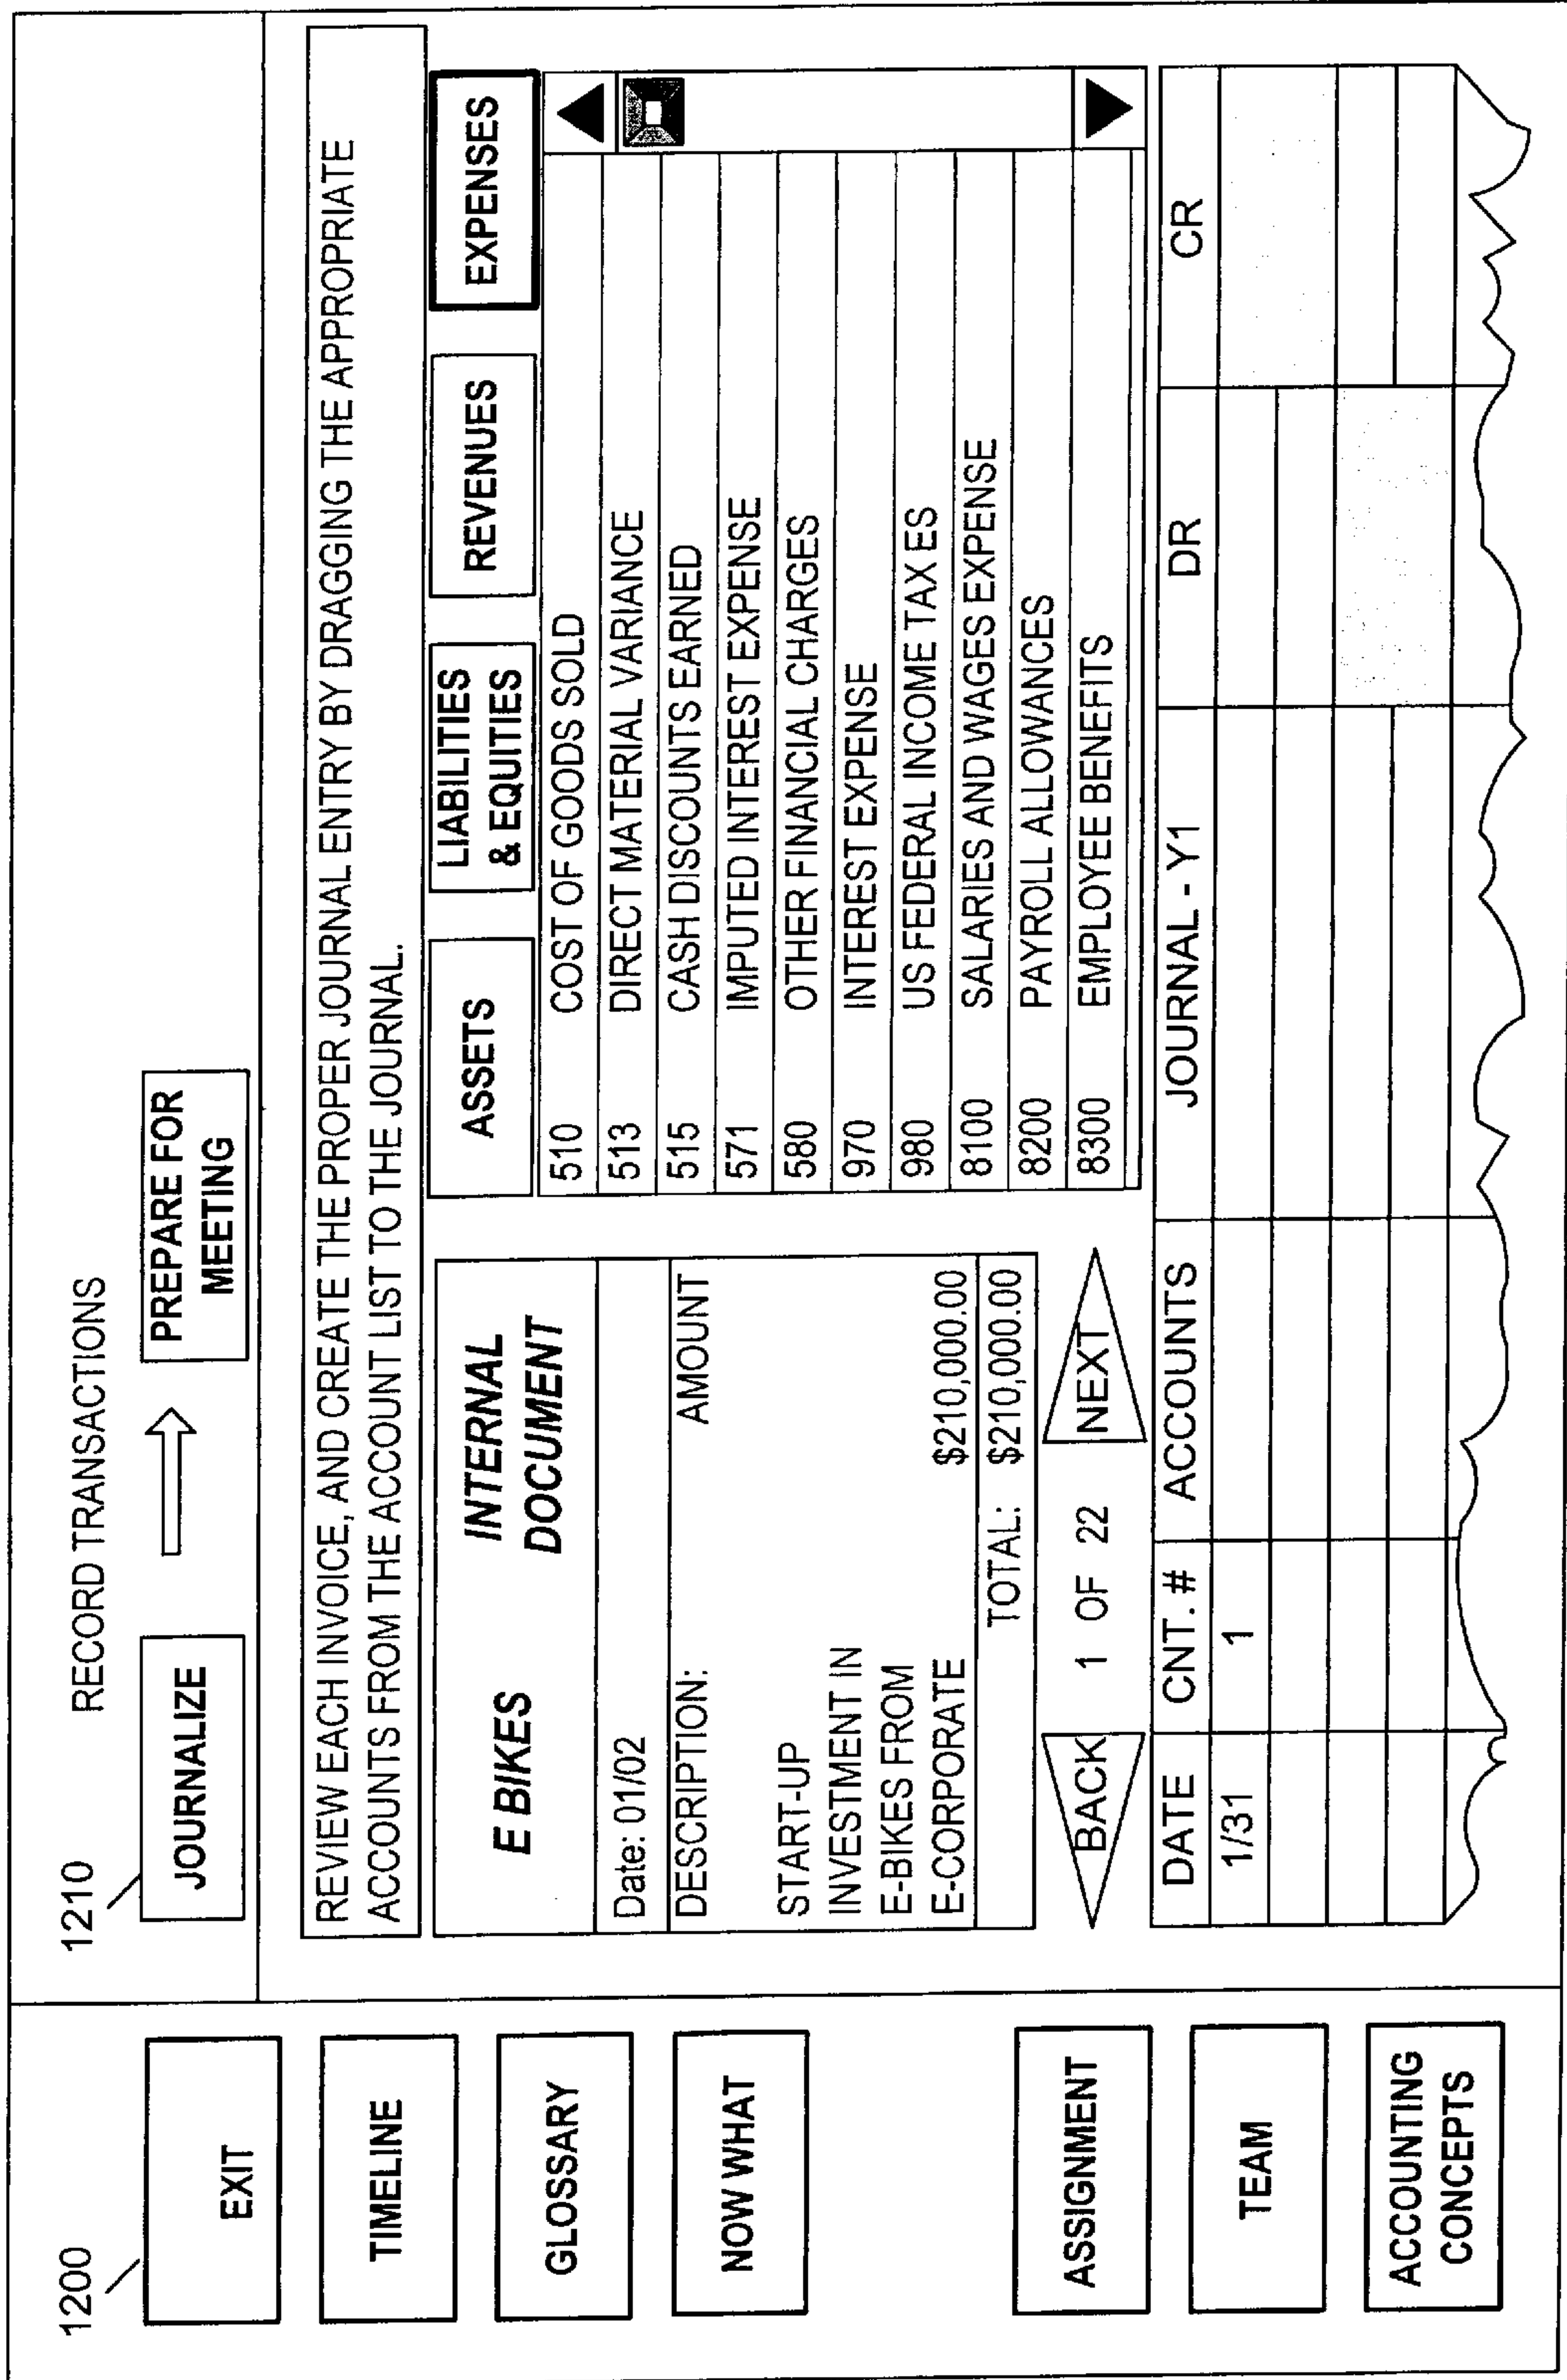 1200
EXIT
TIMELINE
GLOSSARY
NOW WHAT
ASSIGNMENT
TEAM
ACCOUNTING
CONCEPTS
1210
RECORD TRANSACTIONS
JOURNALIZE
PREPARE FOR
MEETING
REVIEW EACH INVOICE, AND CREATE THE PROPER JOURNAL ENTRY BY DRAGGING THE APPROPRIATE
ACCOUNTS FROM THE ACCOUNT LIST TO THE JOURNAL.
E BIKES INTERNAL
DOCUMENT
Date: 01/02
DESCRIPTION: AMOUNT
START-UP
INVESTMENT IN
E-BIKES FROM
E-CORPORATE $210,000.00
TOTAL: $210,000.00
BACK 1 OF 22 NEXT
ASSETS
LIABILITIES
& EQUITIES
REVENUES
EXPENSES
510 COST OF GOODS SOLD
513 DIRECT MATERIAL VARIANCE
515 CASH DISCOUNTS EARNED
571 IMPUTED INTEREST EXPENSE
580 OTHER FINANCIAL CHARGES
970 INTEREST EXPENSE
980 US FEDERAL INCOME TAX ES
8100 SALARIES AND WAGES EXPENSE
8200 PAYROLL ALLOWANCES
8300 EMPLOYEE BENEFITS
DATE CNT. # ACCOUNTS JOURNAL - Y1 DR CR
1/31 1